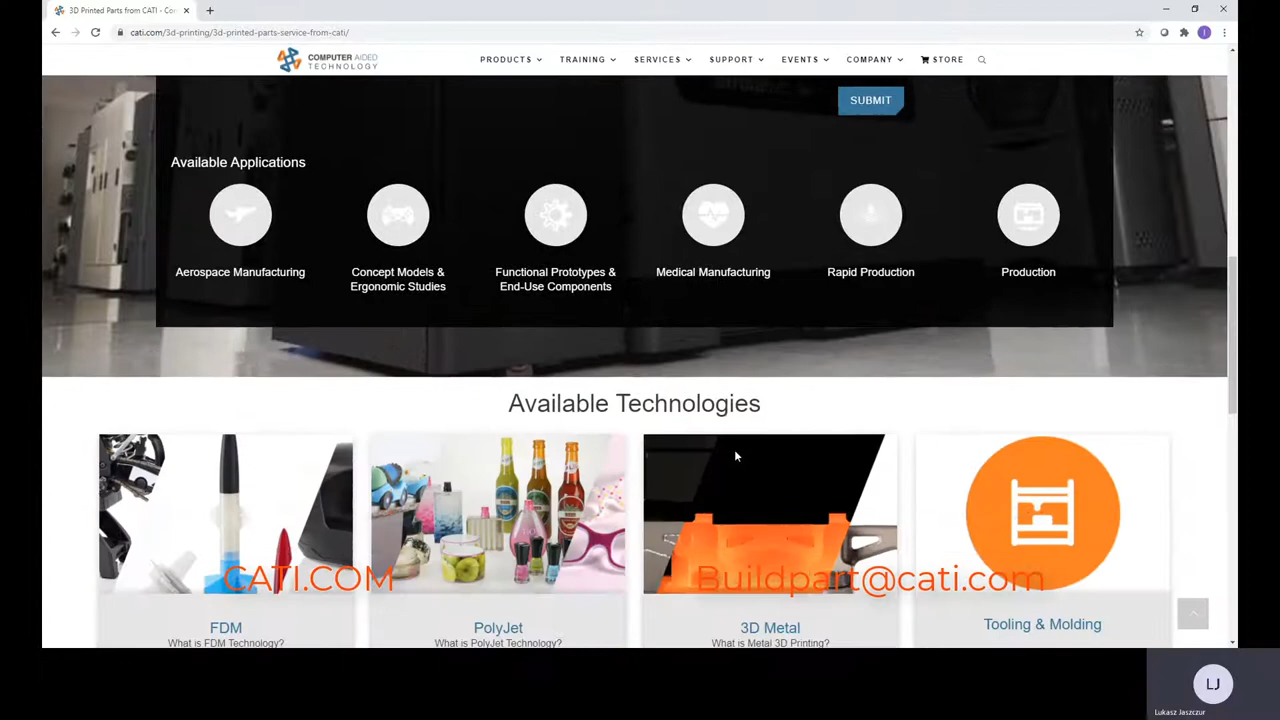 3D Printed Parts from CATI - Co
cati.com/3d-printing/3d-printed-parts-service-from-cati/
COMPUTER AIDED
TECHNOLOGY
PRODUCTS TRAINING SERVICES SUPPORT EVENTS COMPANY STORE
SUBMIT
Available Applications
Aerospace Manufacturing
Concept Models &
Ergonomic Studies
Functional Prototypes &
End-Use Components
Medical Manufacturing
Rapid Production
Production
Available Technologies
CATI.COM
Buildpart@cati.com
FDM
What is FDM Technology?
PolyJet
What is PolyJet Technology?
3D Metal
What is Metal 3D Printing?
Tooling & Molding
LJ
Lukasz Jaszczur